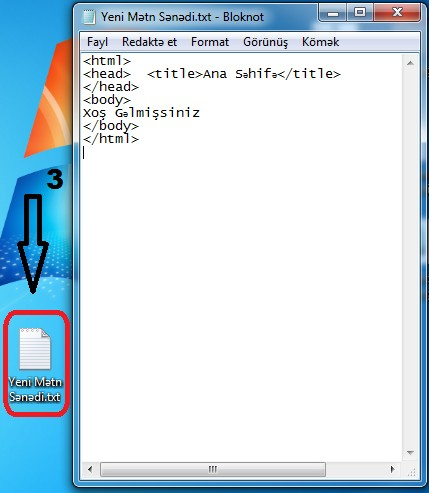 Yeni Mətn Sənədi.txt - Bloknot
Fayl Redaktə et Format Görünüş Kömək
<html>
<head>  <title>Ana Səhifə</title>
</head>
<body>
Xoş Gəlmişsiniz
</body>
</html>
3
Yeni Mətn
Sənədi.txt